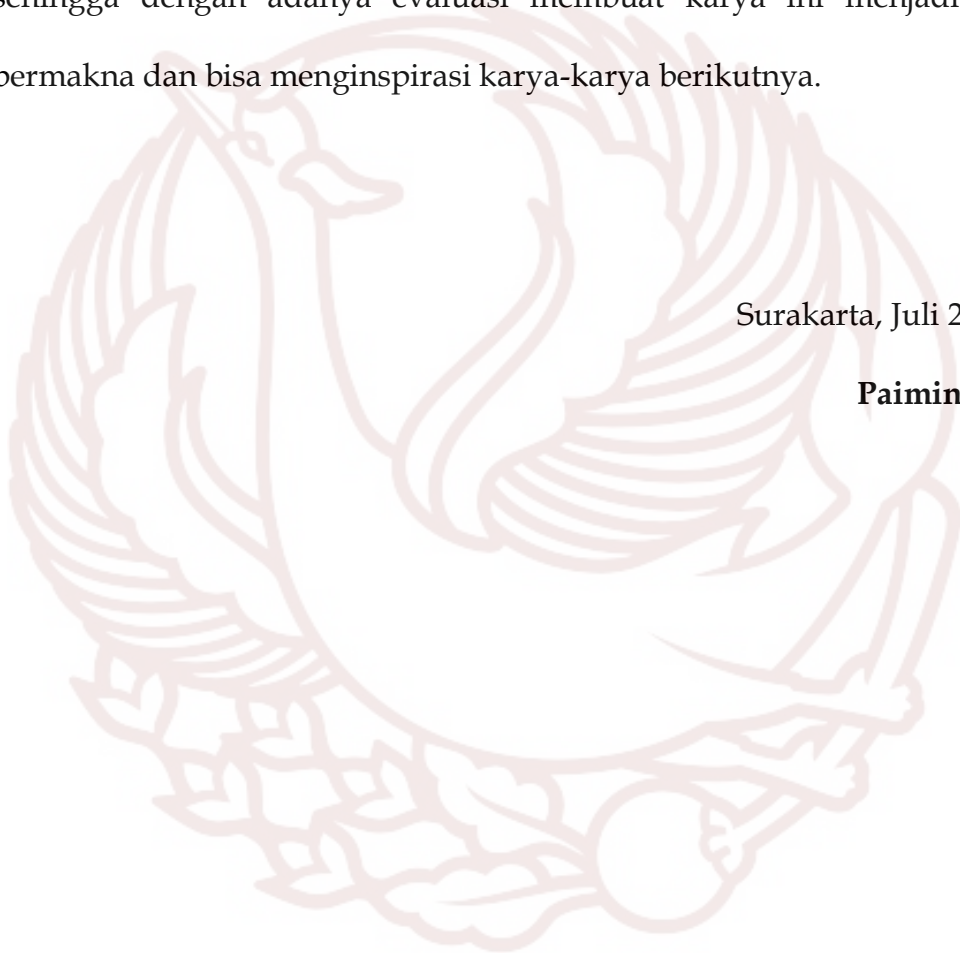 sehingga dengan adanya evaluasi membuat karya ini menjadi
bermakna dan bisa menginspirasi karya-karya berikutnya.
Surakarta, Juli 2
Paimin